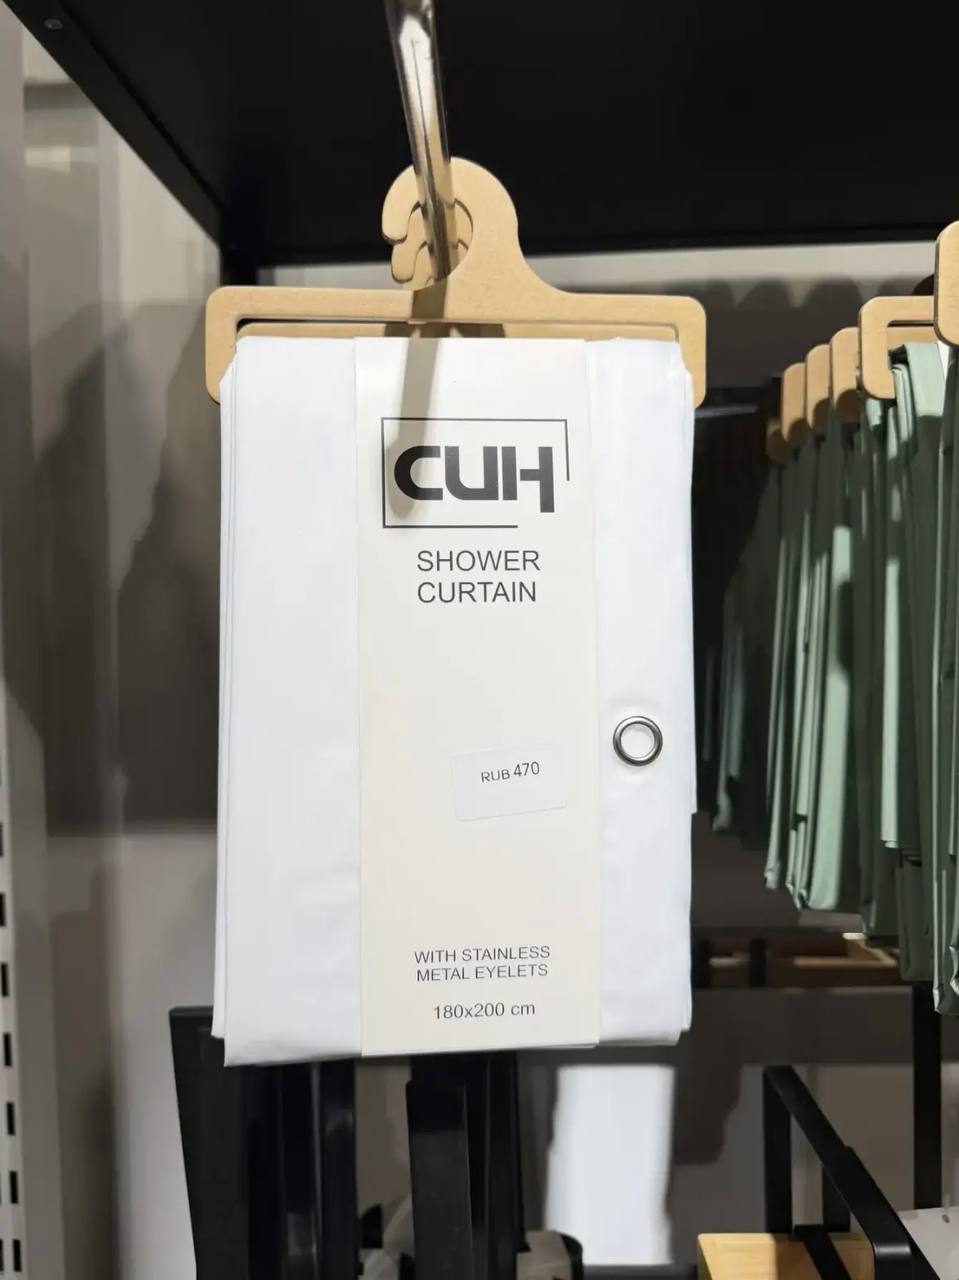 CUH
SHOWER
CURTAIN
RUB 470
WITH STAINLESS
METAL EYELETS
180x200 cm